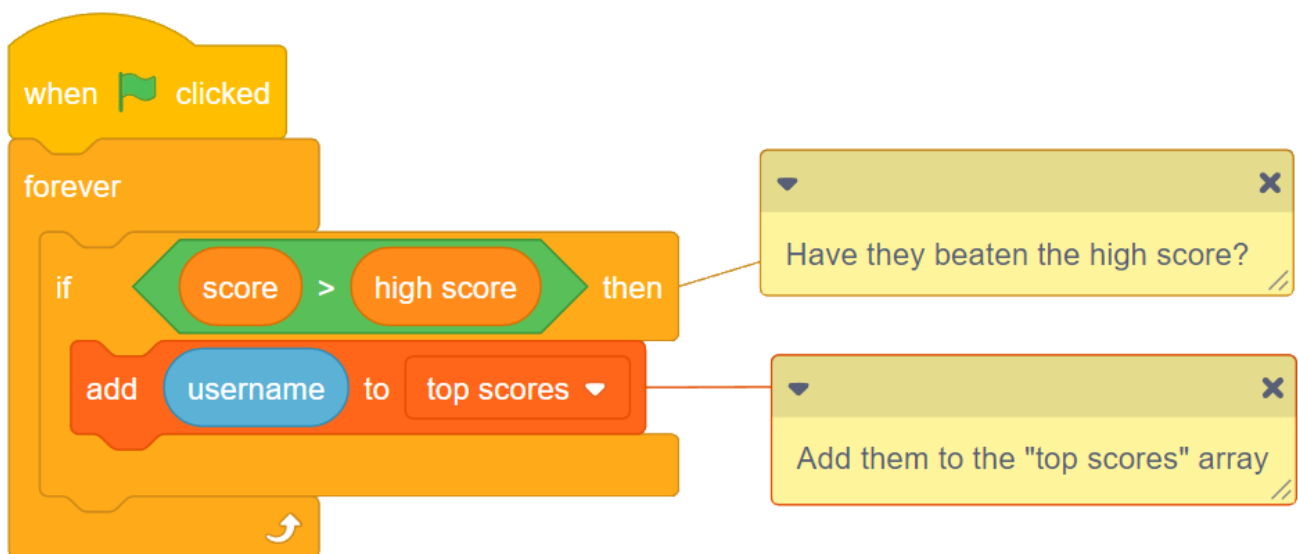 when clicked
forever
if score > high score then
Have they beaten the high score?
add username to top scores
Add them to the "top scores" array